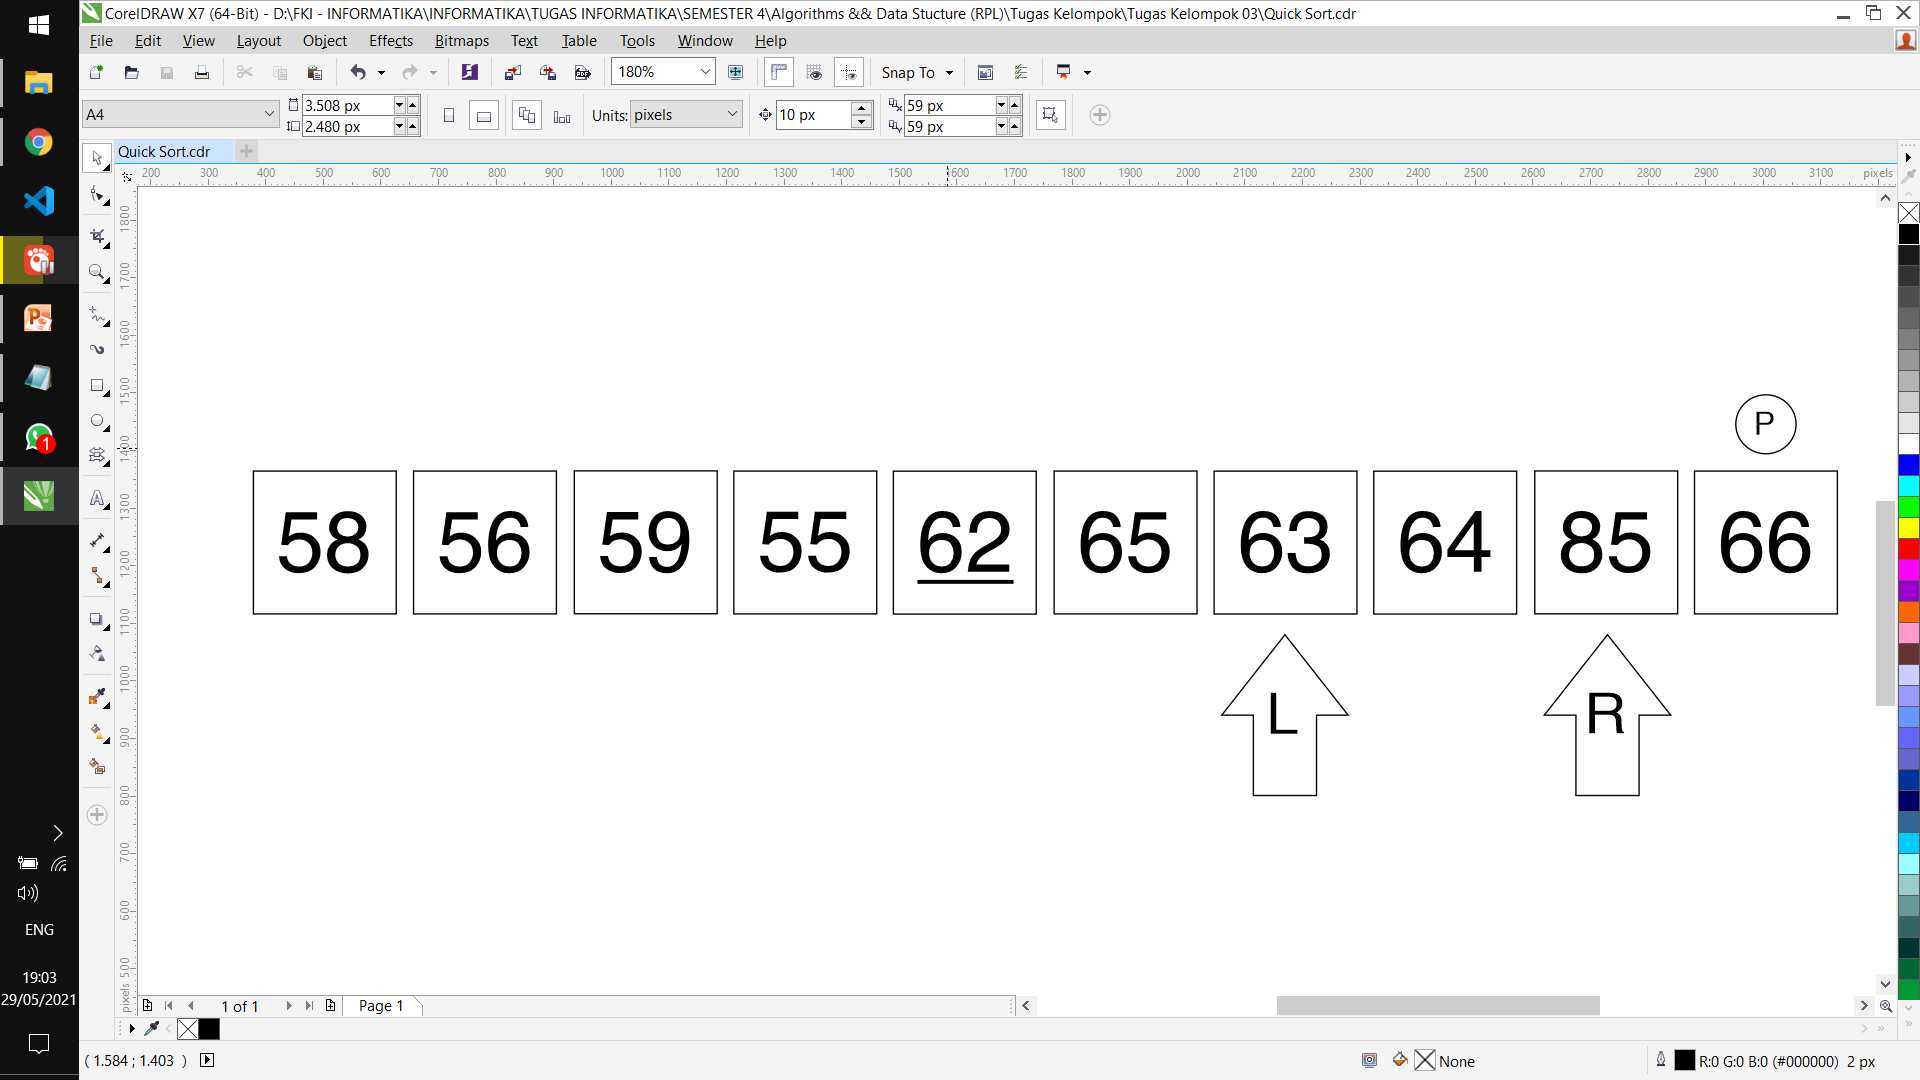 CorelDRAW X7 (64-Bit) - D:\FKI - INFORMATIKA\INFORMATIKA\TUGAS INFORMATIKA\SEMESTER 4\Algorithms && Data Stucture (RPL)\Tugas Kelompok\Tugas Kelompok 03\Quick Sort.cdr
File Edit View Layout Object Effects Bitmaps Text Table Tools Window Help
180% Snap To
A4 3.508 px 2.480 px Units: pixels 10 px 59 px 59 px
Quick Sort.cdr
200 300 400 500 600 700 800 900 1000 1100 1200 1300 1400 1500 1600 1700 1800 1900 2000 2100 2200 2300 2400 2500 2600 2700 2800 2900 3000 3100 pixels
1800
1700
1600
1500
1400
1300
1200
1100
1000
900
800
700
600
500
pixels
P
58 56 59 55 62 65 63 64 85 66
L R
1
ENG
19:03
29/05/2021
1 of 1 Page 1
( 1.584 ; 1.403 ) None R:0 G:0 B:0 (#000000) 2 px